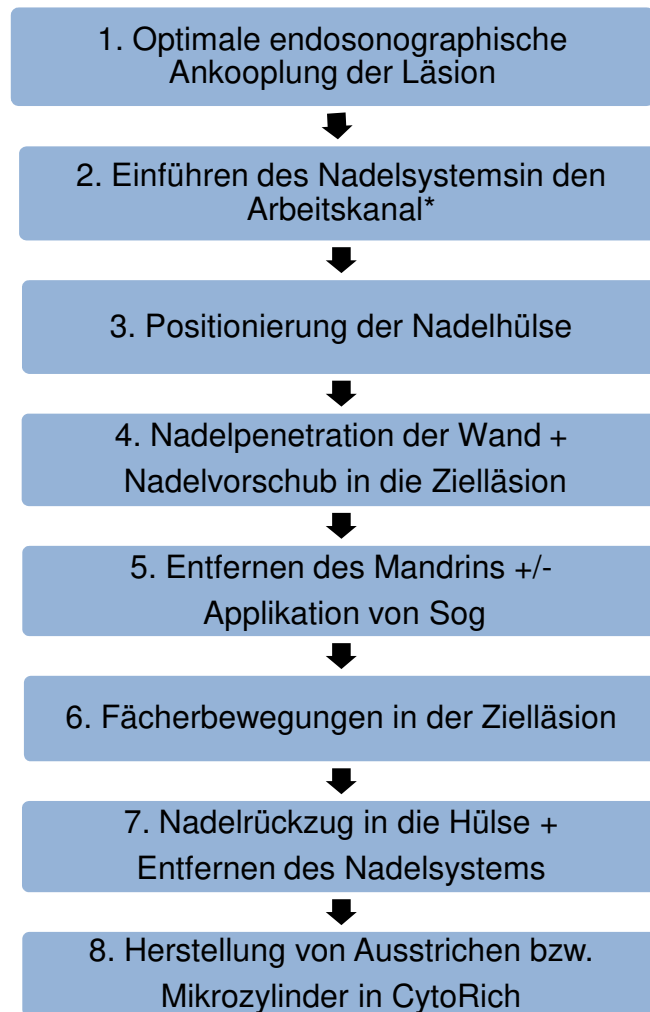 1. Optimale endosonographische
Ankooplung der Läsion
2. Einführen des Nadelsystemsin den
Arbeitskanal*
3. Positionierung der Nadelhülse
4. Nadelpenetration der Wand +
Nadelvorschub in die Zielläsion
5. Entfernen des Mandrins +/-
Applikation von Sog
6. Fächerbewegungen in der Zielläsion
7. Nadelrückzug in die Hülse +
Entfernen des Nadelsystems
8. Herstellung von Ausstrichen bzw.
Mikrozylinder in CytoRich